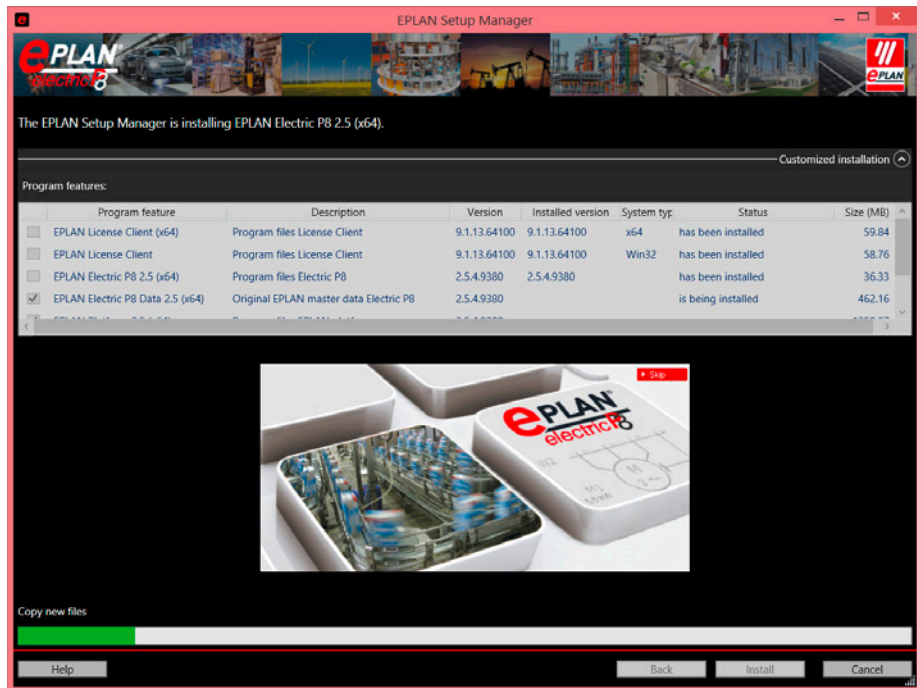 EPLAN Setup Manager
ePLAN
electric P8
ePLAN
The EPLAN Setup Manager is installing EPLAN Electric P8 2.5 (x64).
Customized installation
Program features:
Program feature Description Version Installed version System typ Status Size (MB)
EPLAN License Client (x64) Program files License Client 9.1.13.64100 9.1.13.64100 x64 has been installed 59.84
EPLAN License Client Program files License Client 9.1.13.64100 9.1.13.64100 Win32 has been installed 58.76
EPLAN Electric P8 2.5 (x64) Program files Electric P8 2.5.4.9380 2.5.4.9380 has been installed 36.33
EPLAN Electric P8 Data 2.5 (x64) Original EPLAN master data Electric P8 2.5.4.9380 is being installed 462.16
Skip
ePLAN
electric P8
M
Copy new files
Help Back Install Cancel